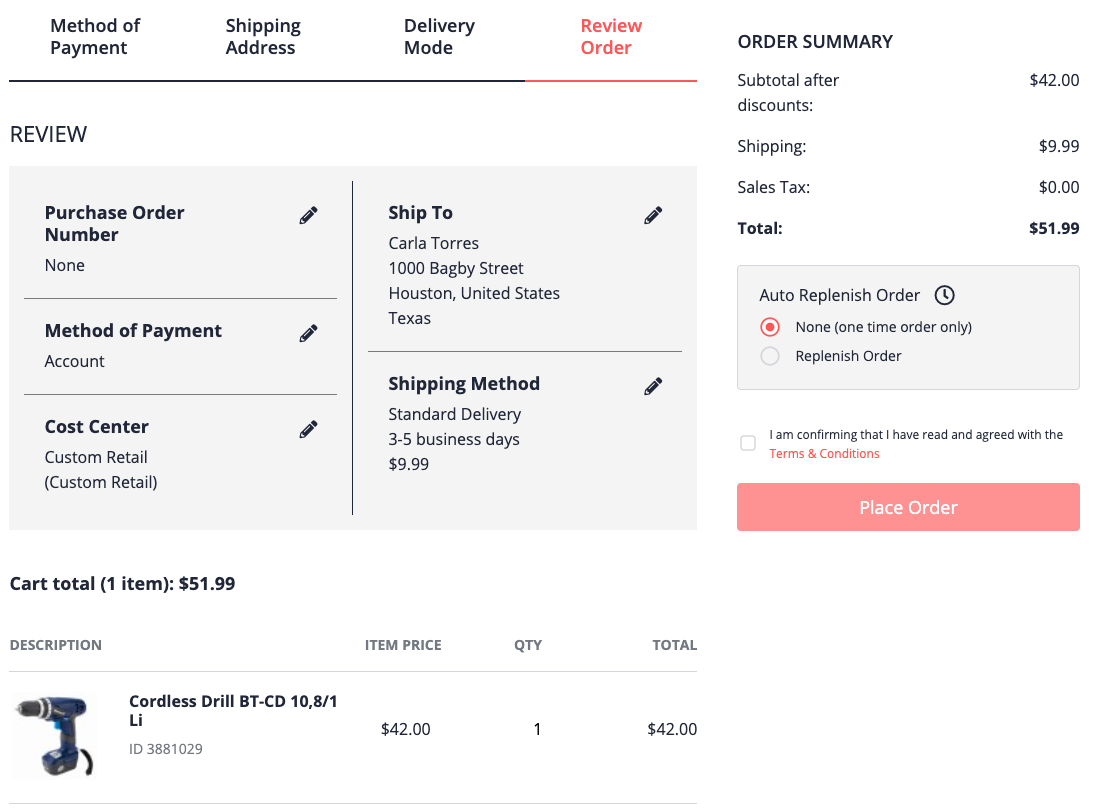 Method of
Payment
Shipping
Address
Delivery
Mode
Review
Order
REVIEW
Purchase Order
Number
None
Method of Payment
Account
Cost Center
Custom Retail
(Custom Retail)
Ship To
Carla Torres
1000 Bagby Street
Houston, United States
Texas
Shipping Method
Standard Delivery
3-5 business days
$9.99
Cart total (1 item): $51.99
DESCRIPTION ITEM PRICE QTY TOTAL
Cordless Drill BT-CD 10,8/1
Li
ID 3881029
$42.00 1 $42.00
ORDER SUMMARY
Subtotal after
discounts:
$42.00
Shipping: $9.99
Sales Tax: $0.00
Total: $51.99
Auto Replenish Order
None (one time order only)
Replenish Order
I am confirming that I have read and agreed with the
Terms & Conditions
Place Order